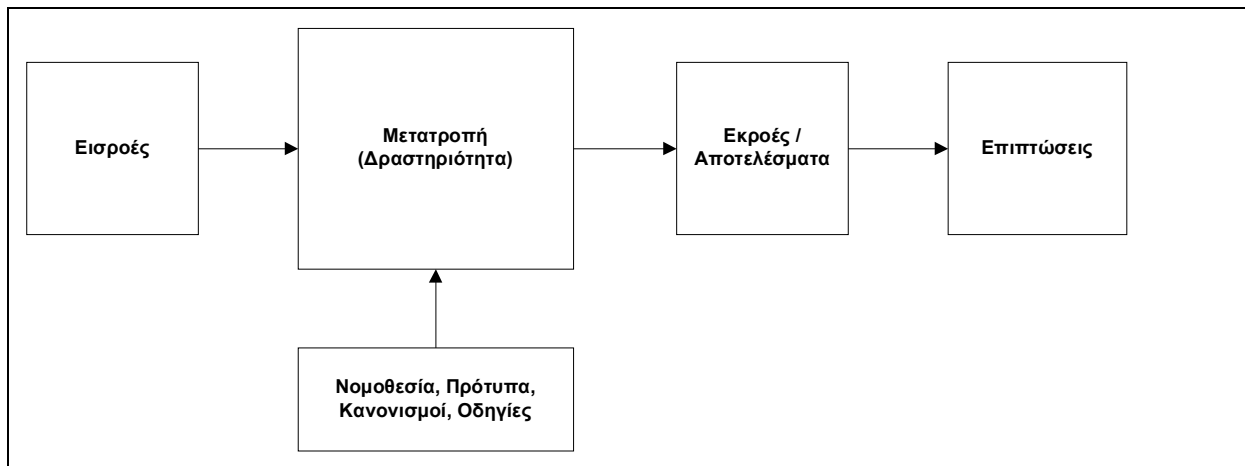 Εισροές
Μετατροπή
(Δραστηριότητα)
Εκροές /
Αποτελέσματα
Επιπτώσεις
Νομοθεσία, Πρότυπα,
Κανονισμοί, Οδηγίες